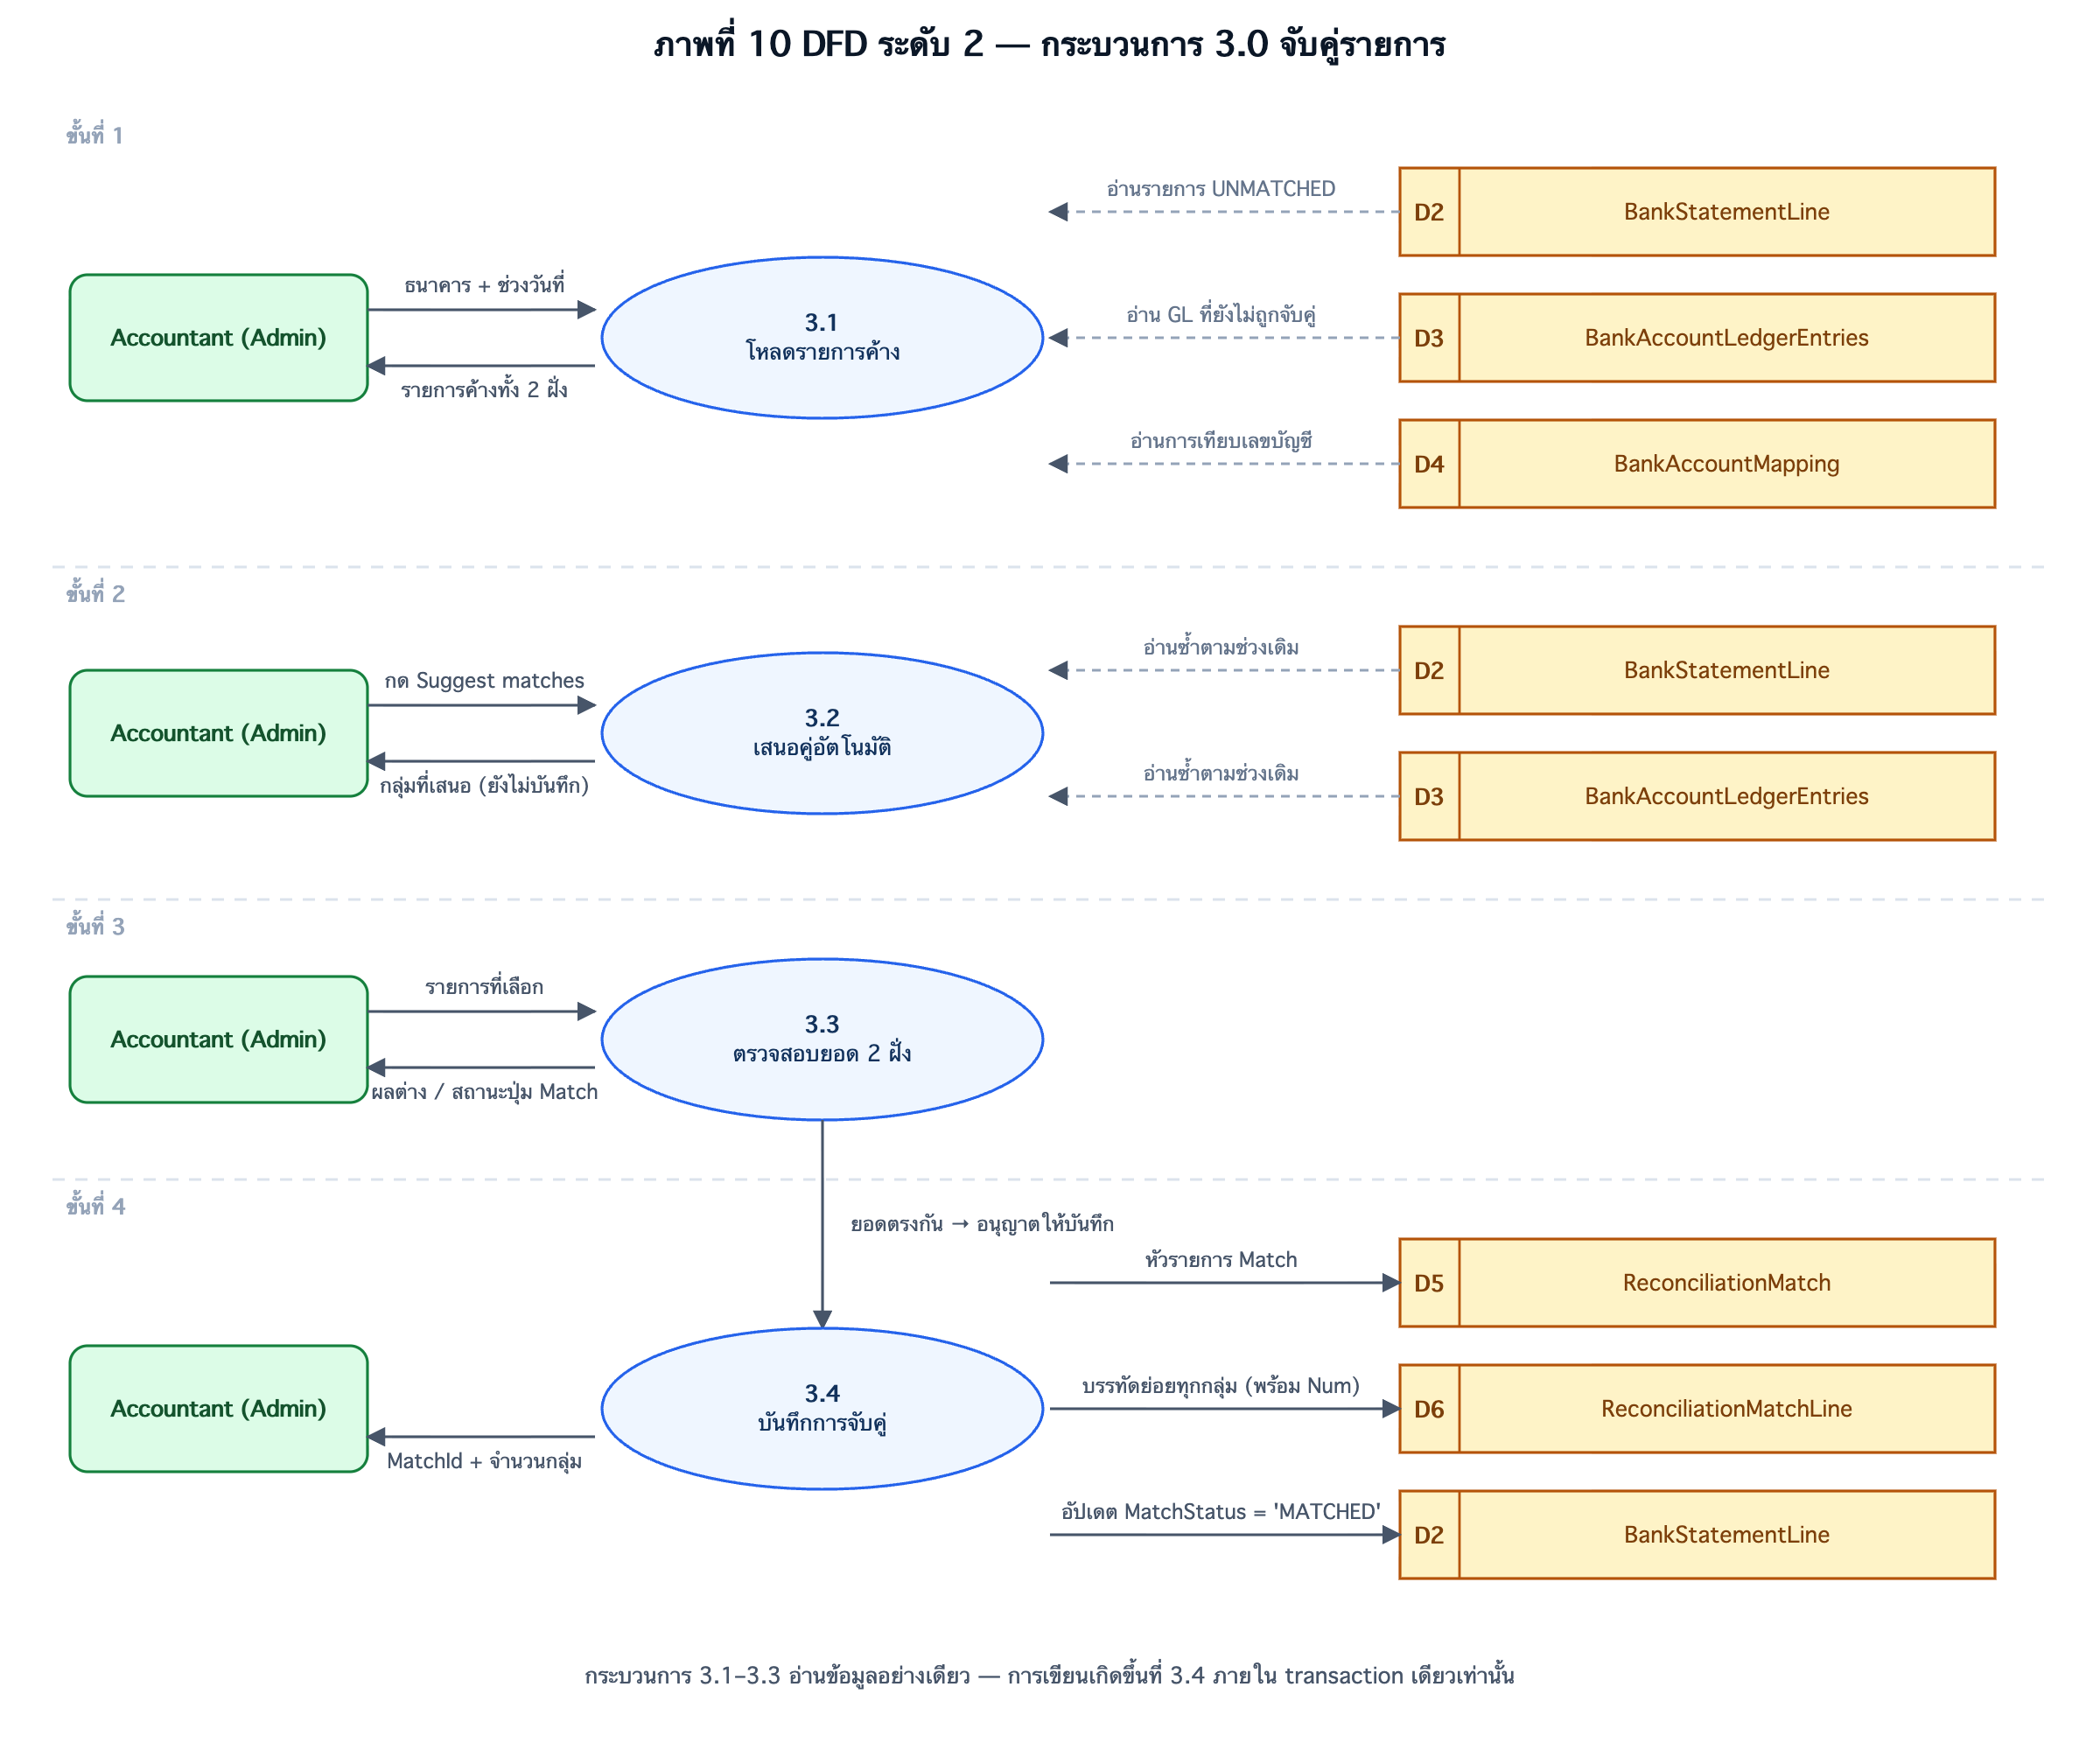 ภาพที่ 10 DFD ระดับ 2 — กระบวนการ 3.0 จับคู่รายการ
ขั้นที่ 1
Accountant (Admin)
ธนาคาร + ช่วงวันที่
รายการค้างทั้ง 2 ฝั่ง
3.1
โหลดรายการค้าง
อ่านรายการ UNMATCHED
D2
BankStatementLine
อ่าน GL ที่ยังไม่ถูกจับคู่
D3
BankAccountLedgerEntries
อ่านการเทียบเลขบัญชี
D4
BankAccountMapping
ขั้นที่ 2
Accountant (Admin)
กด Suggest matches
กลุ่มที่เสนอ (ยังไม่บันทึก)
3.2
เสนอคู่อัตโนมัติ
อ่านซ้ำตามช่วงเดิม
D2
BankStatementLine
อ่านซ้ำตามช่วงเดิม
D3
BankAccountLedgerEntries
ขั้นที่ 3
Accountant (Admin)
รายการที่เลือก
ผลต่าง / สถานะปุ่ม Match
3.3
ตรวจสอบยอด 2 ฝั่ง
ขั้นที่ 4
ยอดตรงกัน → อนุญาตให้บันทึก
Accountant (Admin)
MatchId + จำนวนกลุ่ม
3.4
บันทึกการจับคู่
หัวรายการ Match
D5
ReconciliationMatch
บรรทัดย่อยทุกกลุ่ม (พร้อม Num)
D6
ReconciliationMatchLine
อัปเดต MatchStatus = 'MATCHED'
D2
BankStatementLine
กระบวนการ 3.1–3.3 อ่านข้อมูลอย่างเดียว — การเขียนเกิดขึ้นที่ 3.4 ภายใน transaction เดียวเท่านั้น